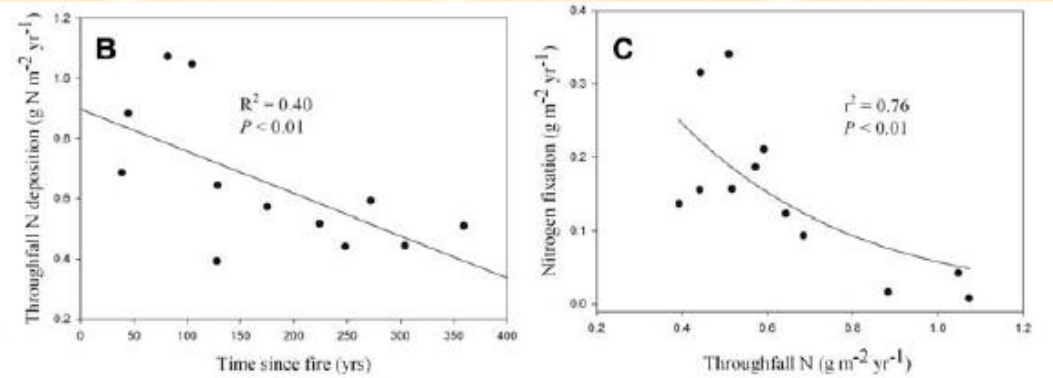 B
Throughfall N deposition (g N m⁻² yr⁻¹)
1.2
1.0
0.8
0.6
0.4
0.2
R² = 0.40
P < 0.01
0
50
100
150
200
250
300
350
400
Time since fire (yrs)
C
Nitrogen fixation (g m⁻² yr⁻¹)
0.4
0.3
0.2
0.1
0.0
r² = 0.76
P < 0.01
0.2
0.4
0.6
0.8
1.0
1.2
Throughfall N (g m⁻² yr⁻¹)